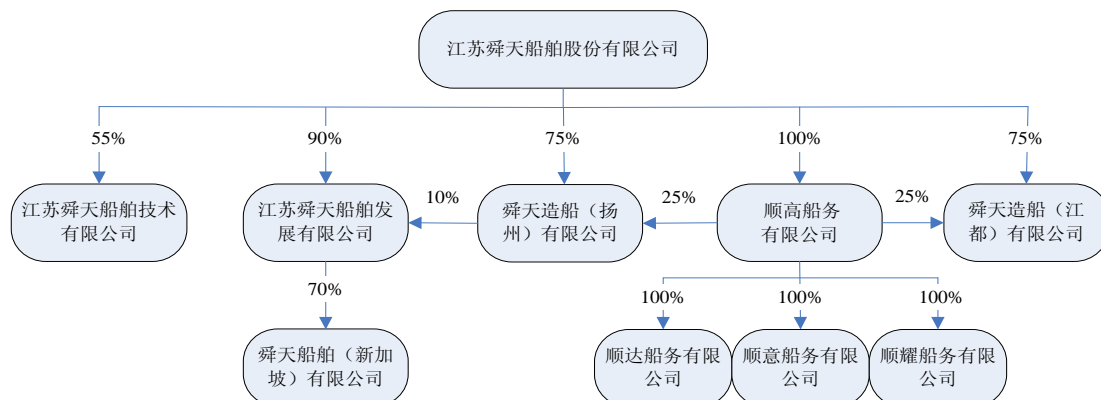 江苏舜天船舶股份有限公司
55%
90%
75%
100%
75%
江苏舜天船舶技术
有限公司
江苏舜天船舶发
展有限公司
10%
舜天造船（扬
州）有限公司
25%
顺高船务
有限公司
25%
舜天造船（江
都）有限公司
70%
100%
100%
100%
舜天船舶（新加
坡）有限公司
顺达船务有限
公司
顺意船务有限
公司
顺耀船务有限
公司